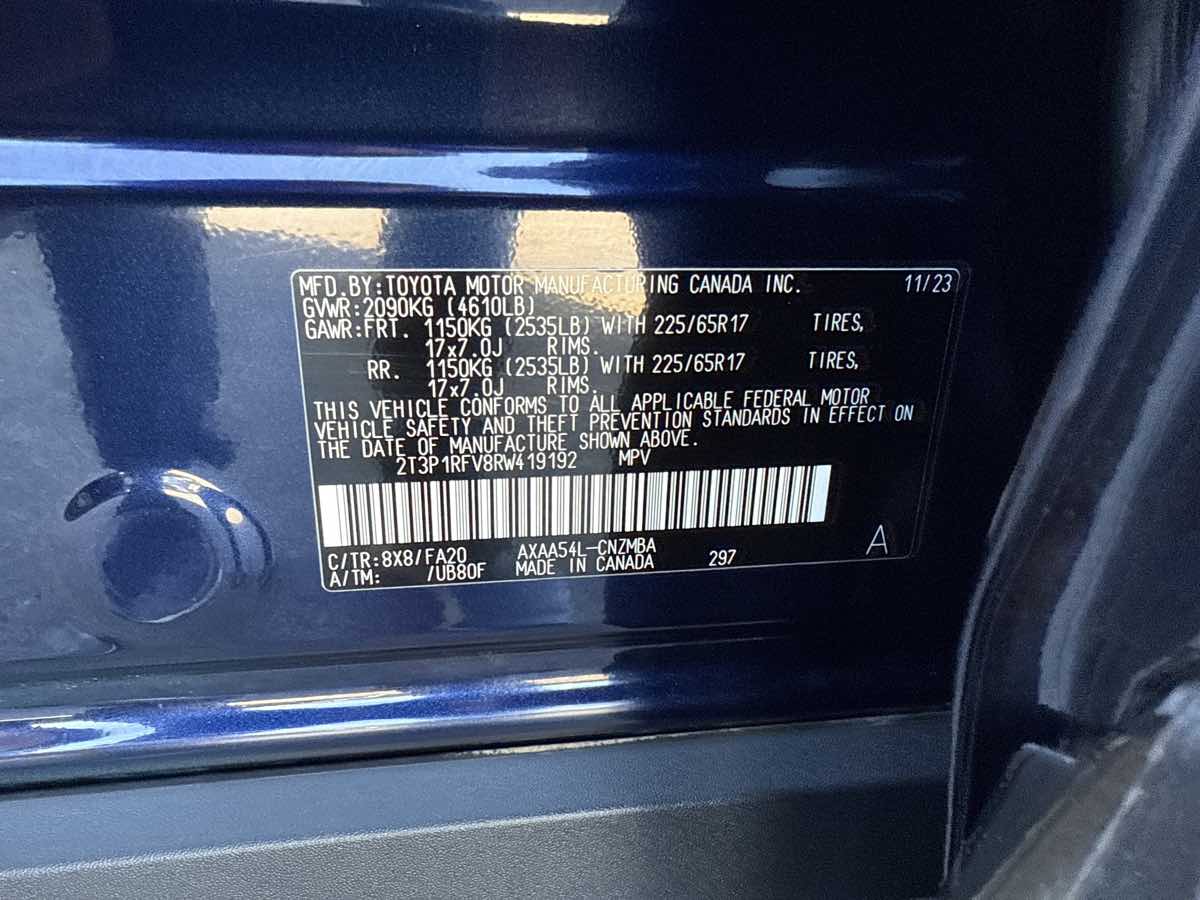 MFD.BY:TOYOTA MOTOR MANUFACTURING CANADA INC. 11/23
GVWR:2090KG (4610LB)
GAWR:FRT. 1150KG (2535LB) WITH 225/65R17 TIRES,
17x7.0J RIMS.
RR. 1150KG (2535LB) WITH 225/65R17 TIRES,
17x7.0J RIMS.
THIS VEHICLE CONFORMS TO ALL APPLICABLE FEDERAL MOTOR
VEHICLE SAFETY AND THEFT PREVENTION STANDARDS IN EFFECT ON
THE DATE OF MANUFACTURE SHOWN ABOVE.
2T3P1RFV8RW419192 MPV
C/TR:8X8/FA20 AXAA54L-CNZMBA
A/TM: /UB80F MADE IN CANADA 297 A